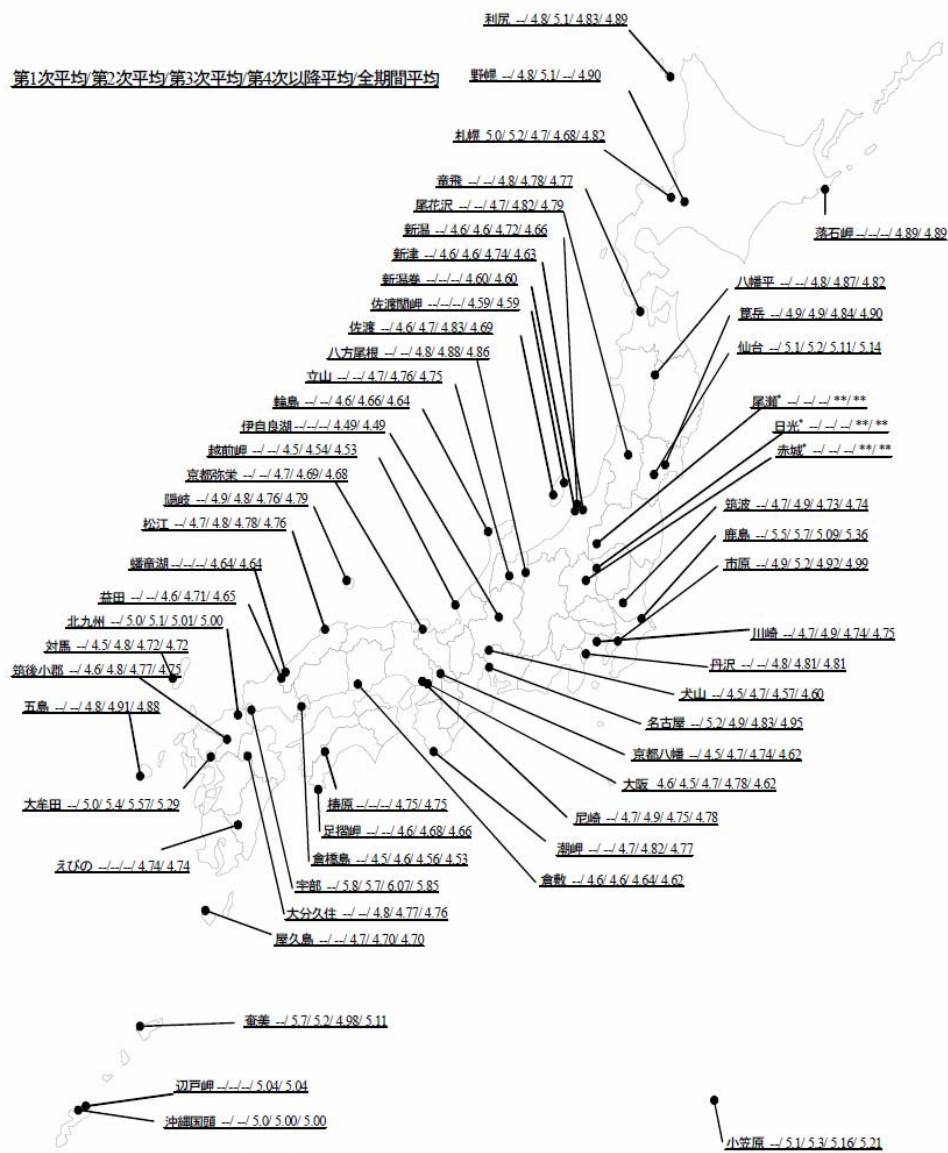 利尻 --/ 4.8/ 5.1/ 4.83/ 4.89
第1次平均/第2次平均/第3次平均/第4次以降平均/全期間平均
野幌 --/ 4.8/ 5.1/ --/ 4.90
札幌 5.0/ 5.2/ 4.7/ 4.68/ 4.82
竜飛 --/ --/ 4.8/ 4.78/ 4.77
尾花沢 --/ --/ 4.7/ 4.82/ 4.79
新潟 --/ 4.6/ 4.6/ 4.72/ 4.66
落石岬 --/--/--/ 4.89/ 4.89
新津 --/ 4.6/ 4.6/ 4.74/ 4.63
新潟巻 --/--/--/ 4.60/ 4.60
八幡平 --/ --/ 4.8/ 4.87/ 4.82
佐渡関岬 --/--/--/ 4.59/ 4.59
箟岳 --/ 4.9/ 4.9/ 4.84/ 4.90
佐渡 --/ 4.6/ 4.7/ 4.83/ 4.69
仙台 --/ 5.1/ 5.2/ 5.11/ 5.14
八方尾根 --/ --/ 4.8/ 4.88/ 4.86
立山 --/ --/ 4.7/ 4.76/ 4.75
輪島 --/ --/ 4.6/ 4.66/ 4.64
尾瀬* --/ --/ --/ **/ **
伊自良湖 --/--/--/ 4.49/ 4.49
日光* --/ --/ --/ **/ **
越前岬 --/ --/ 4.5/ 4.54/ 4.53
赤城* --/ --/ --/ **/ **
京都弥栄 --/ --/ 4.7/ 4.69/ 4.68
隠岐 --/ 4.9/ 4.8/ 4.76/ 4.79
筑波 --/ 4.7/ 4.9/ 4.73/ 4.74
松江 --/ 4.7/ 4.8/ 4.78/ 4.76
鹿島 --/ 5.5/ 5.7/ 5.09/ 5.36
蟠竜湖 --/--/--/ 4.64/ 4.64
市原 --/ 4.9/ 5.2/ 4.92/ 4.99
益田 --/ --/ 4.6/ 4.71/ 4.65
北九州 --/ 5.0/ 5.1/ 5.01/ 5.00
川崎 --/ 4.7/ 4.9/ 4.74/ 4.75
対馬 --/ 4.5/ 4.8/ 4.72/ 4.72
丹沢 --/ --/ 4.8/ 4.81/ 4.81
筑後小郡 --/ 4.6/ 4.8/ 4.77/ 4.75
犬山 --/ 4.5/ 4.7/ 4.57/ 4.60
五島 --/ --/ 4.8/ 4.91/ 4.88
名古屋 --/ 5.2/ 4.9/ 4.83/ 4.95
京都八幡 --/ 4.5/ 4.7/ 4.74/ 4.62
大阪 4.6/ 4.5/ 4.7/ 4.78/ 4.62
大牟田 --/ 5.0/ 5.4/ 5.57/ 5.29
梼原 --/--/--/ 4.75/ 4.75
尼崎 --/ 4.7/ 4.9/ 4.75/ 4.78
足摺岬 --/ --/ 4.6/ 4.68/ 4.66
潮岬 --/ --/ 4.7/ 4.82/ 4.77
えびの --/--/--/ 4.74/ 4.74
倉橋島 --/ 4.5/ 4.6/ 4.56/ 4.53
倉敷 --/ 4.6/ 4.6/ 4.64/ 4.62
宇部 --/ 5.8/ 5.7/ 6.07/ 5.85
大分久住 --/ --/ 4.8/ 4.77/ 4.76
屋久島 --/ --/ 4.7/ 4.70/ 4.70
奄美 --/ 5.7/ 5.2/ 4.98/ 5.11
辺戸岬 --/--/--/ 5.04/ 5.04
沖縄国頭 --/ --/ 5.0/ 5.00/ 5.00
小笠原 --/ 5.1/ 5.3/ 5.16/ 5.21